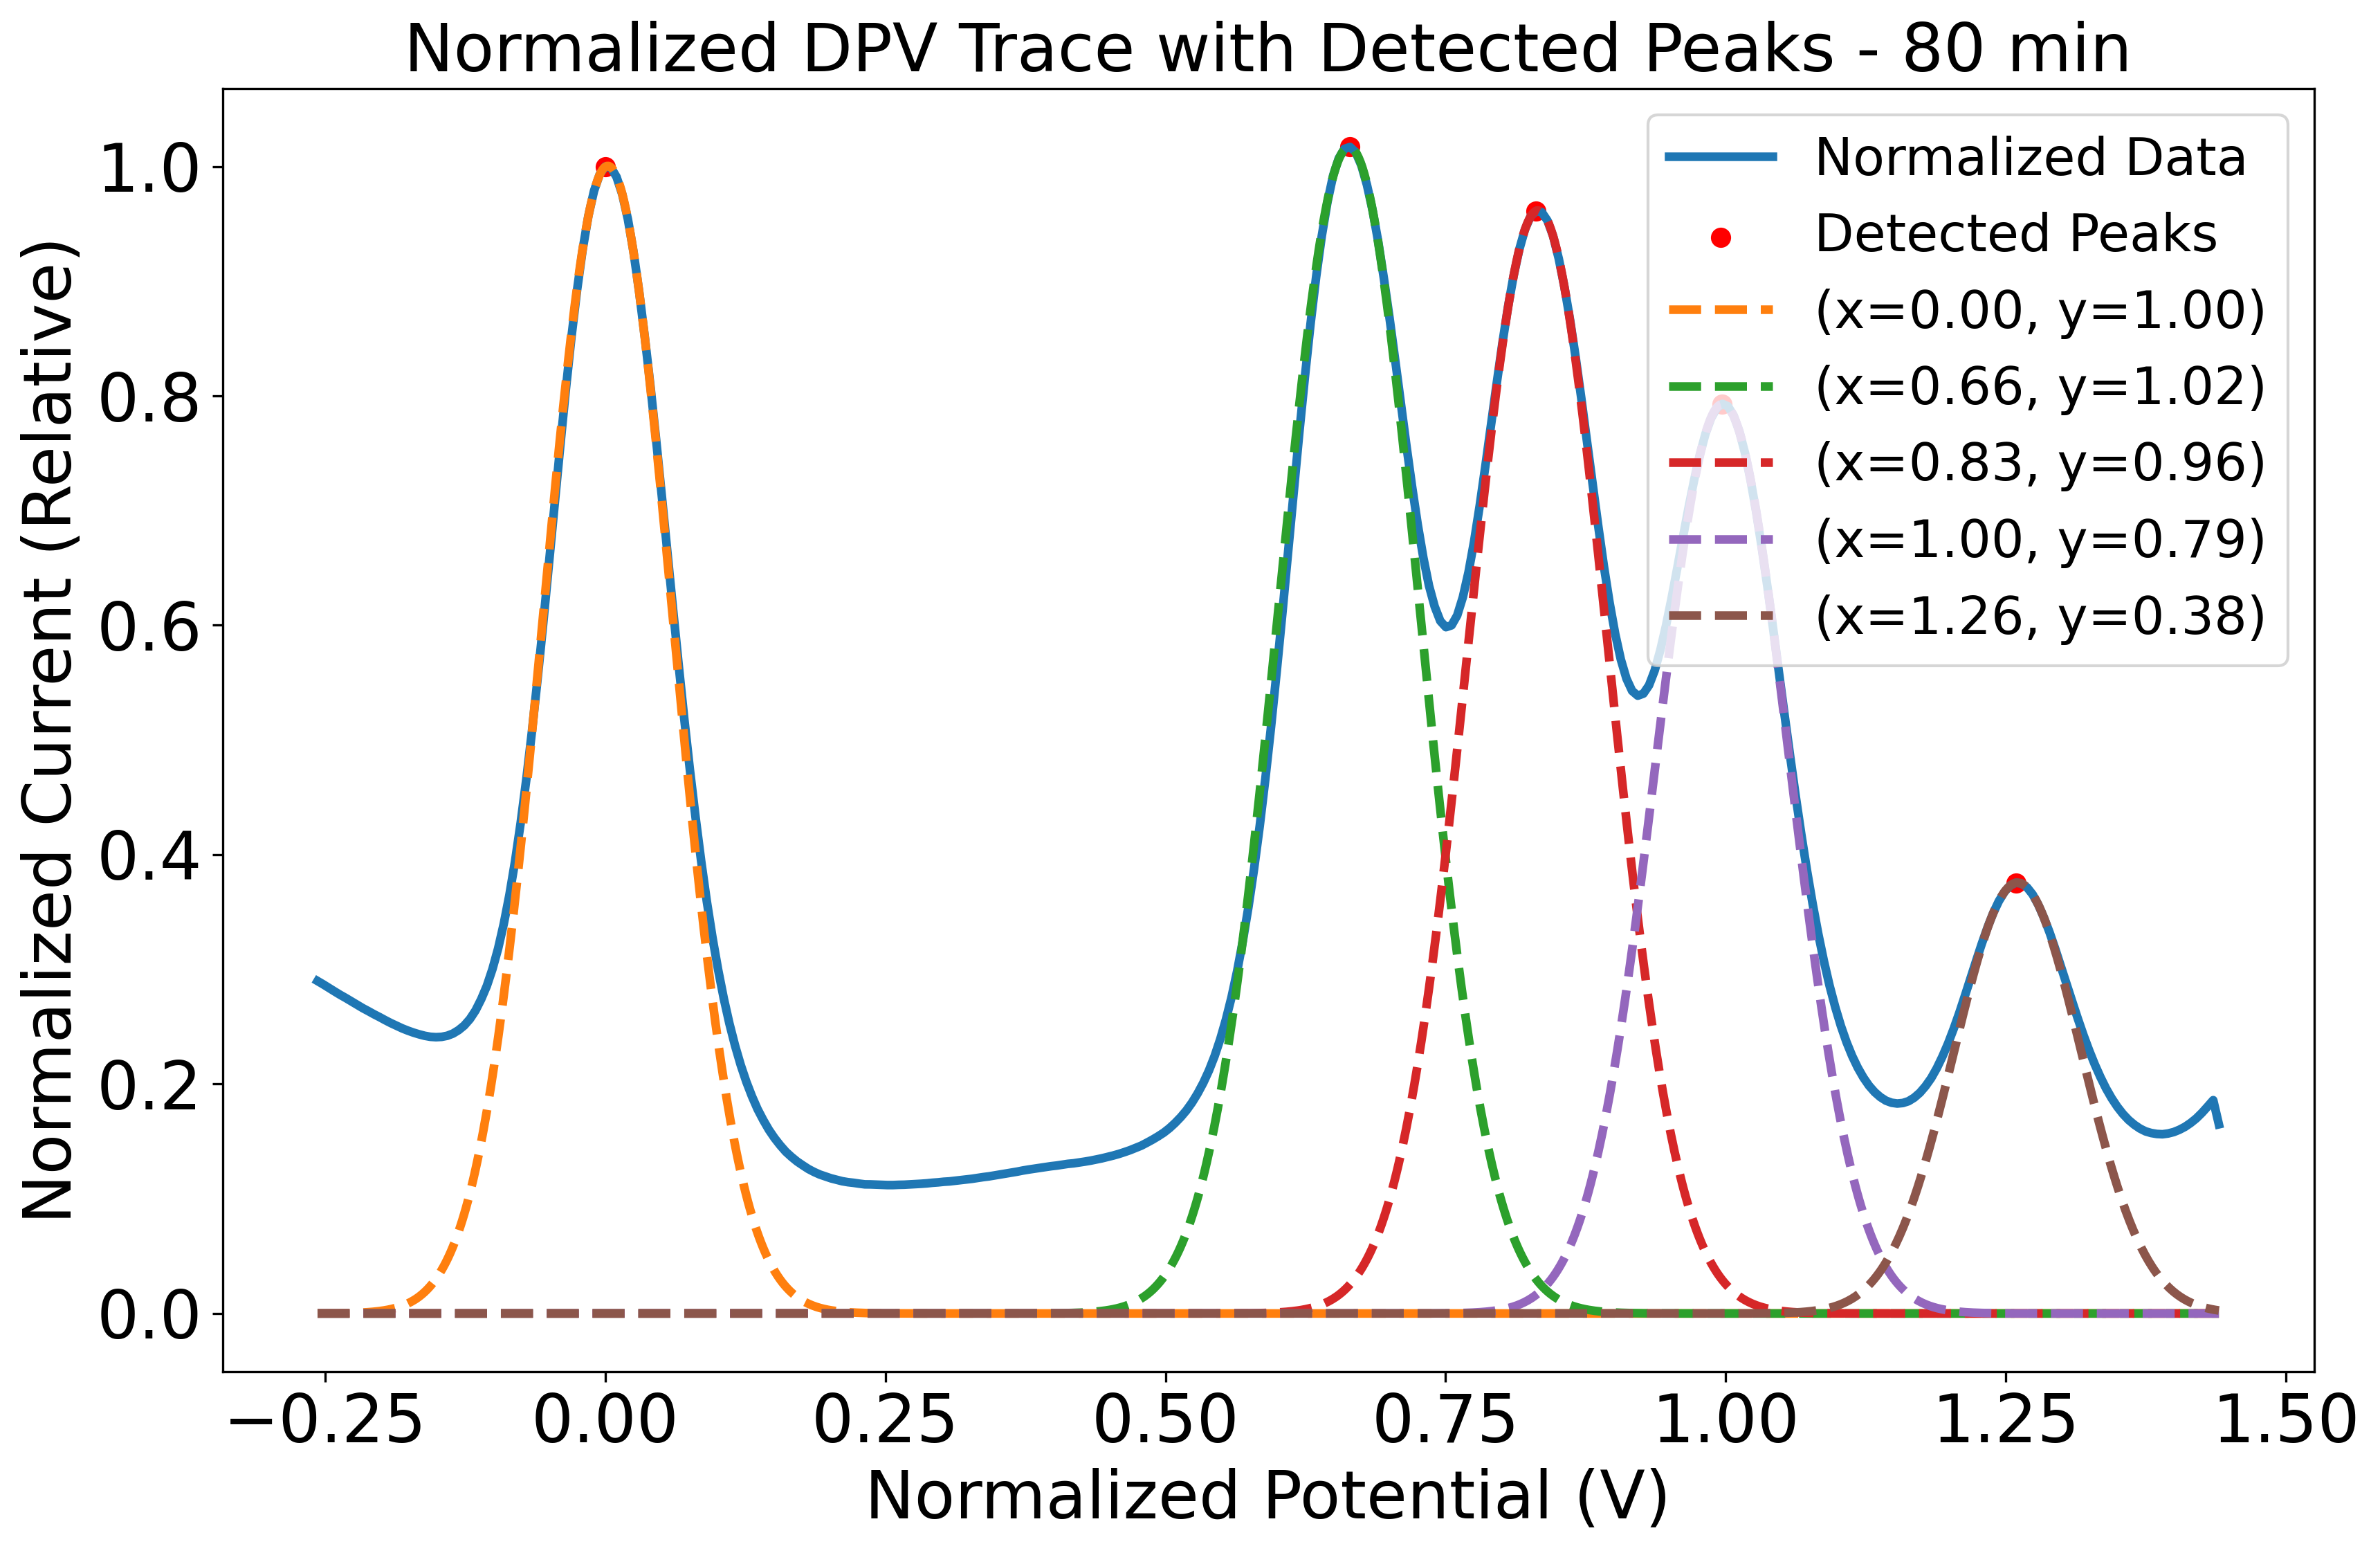 Normalized DPV Trace with Detected Peaks - 80 min
Normalized Current (Relative)
1.0
0.8
0.6
0.4
0.2
0.0
Normalized Data
Detected Peaks
(x=0.00, y=1.00)
(x=0.66, y=1.02)
(x=0.83, y=0.96)
(x=1.00, y=0.79)
(x=1.26, y=0.38)
−0.25 0.00 0.25 0.50 0.75 1.00 1.25 1.50
Normalized Potential (V)